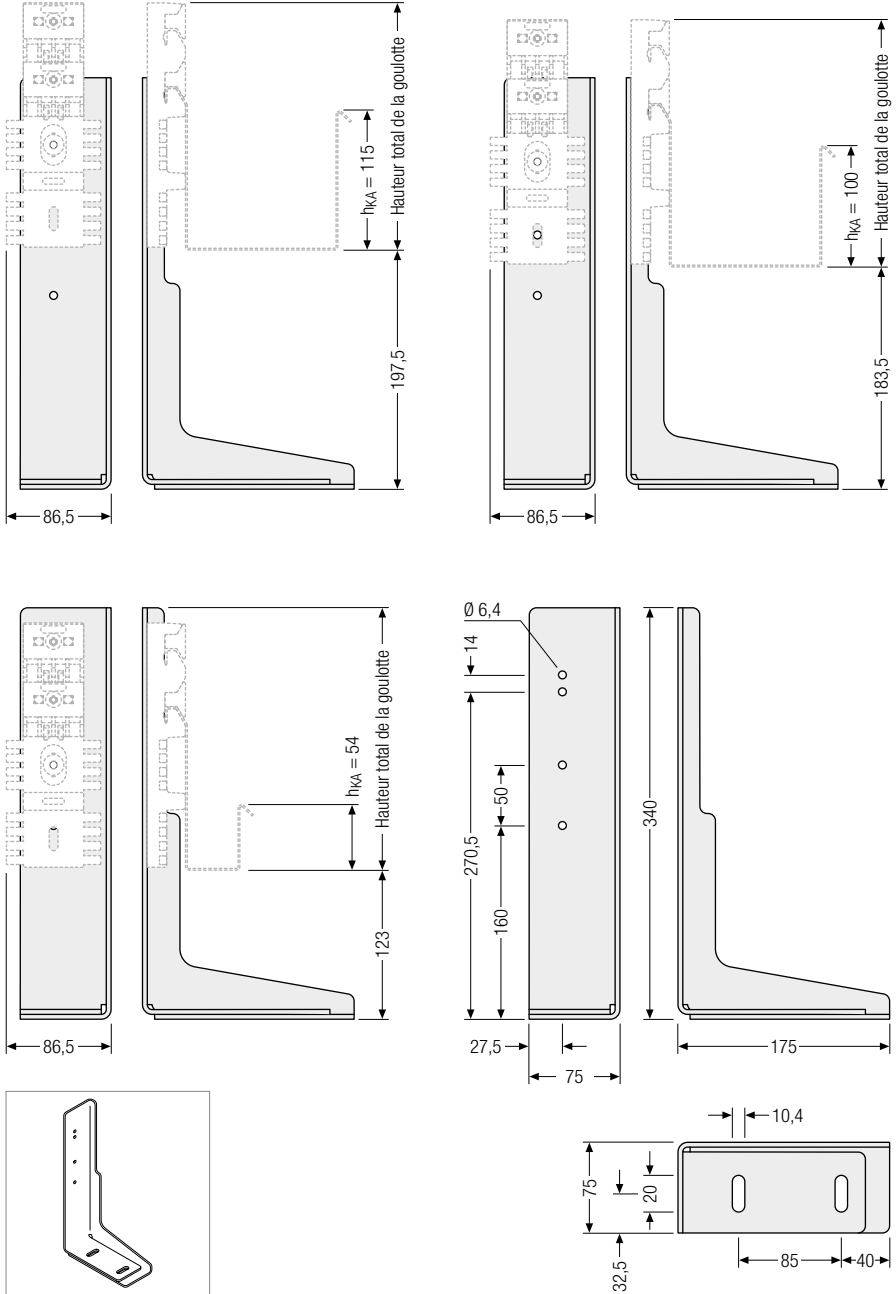 hKA = 115
Hauteur total de la goulotte
197,5
86,5
hKA = 100
Hauteur total de la goulotte
183,5
86,5
hKA = 54
Hauteur total de la goulotte
123
86,5
Ø 6,4
14
50
270,5
160
340
27,5
75
175
10,4
75
20
32,5
85
40